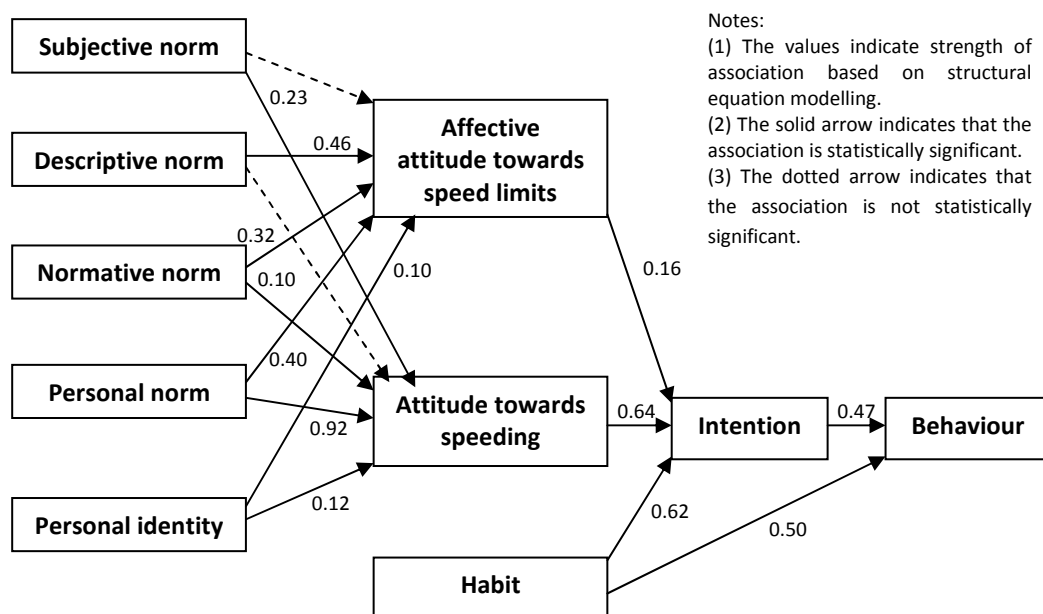 Subjective norm
Descriptive norm
Normative norm
Personal norm
Personal identity
0.23
0.46
0.32
0.10
0.10
0.40
0.92
0.12
Affective
attitude towards
speed limits
Attitude towards
speeding
Habit
0.16
0.64
0.62
0.50
Intention
0.47
Behaviour
Notes:
(1) The values indicate strength of
association based on structural
equation modelling.
(2) The solid arrow indicates that the
association is statistically significant.
(3) The dotted arrow indicates that
the association is not statistically
significant.